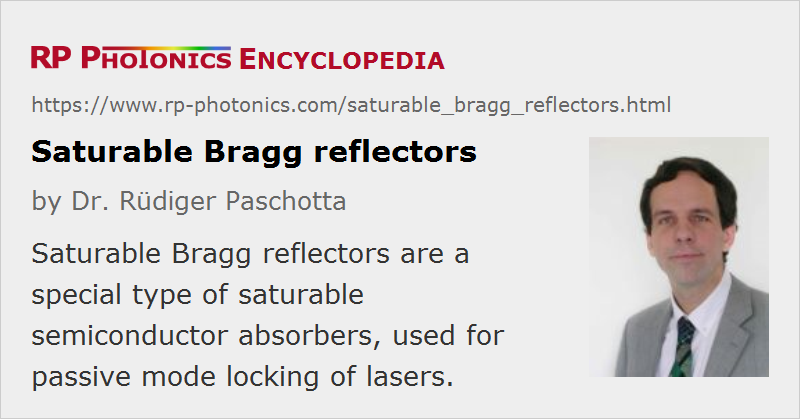 RP PHOTONICS ENCYCLOPEDIA
https://www.rp-photonics.com/saturable_bragg_reflectors.html
Saturable Bragg reflectors
by Dr. Rüdiger Paschotta
Saturable Bragg reflectors are a
special type of saturable
semiconductor absorbers, used for
passive mode locking of lasers.